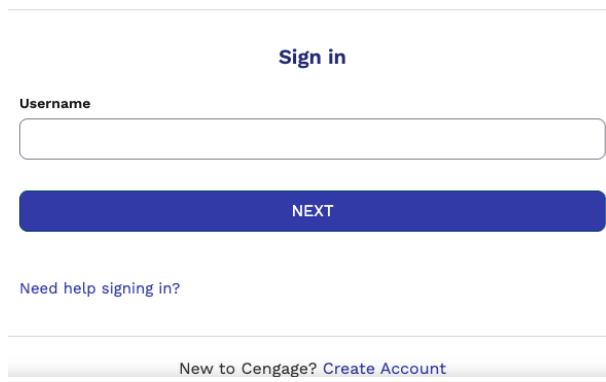 Sign in
Username
NEXT
Need help signing in?
New to Cengage? Create Account